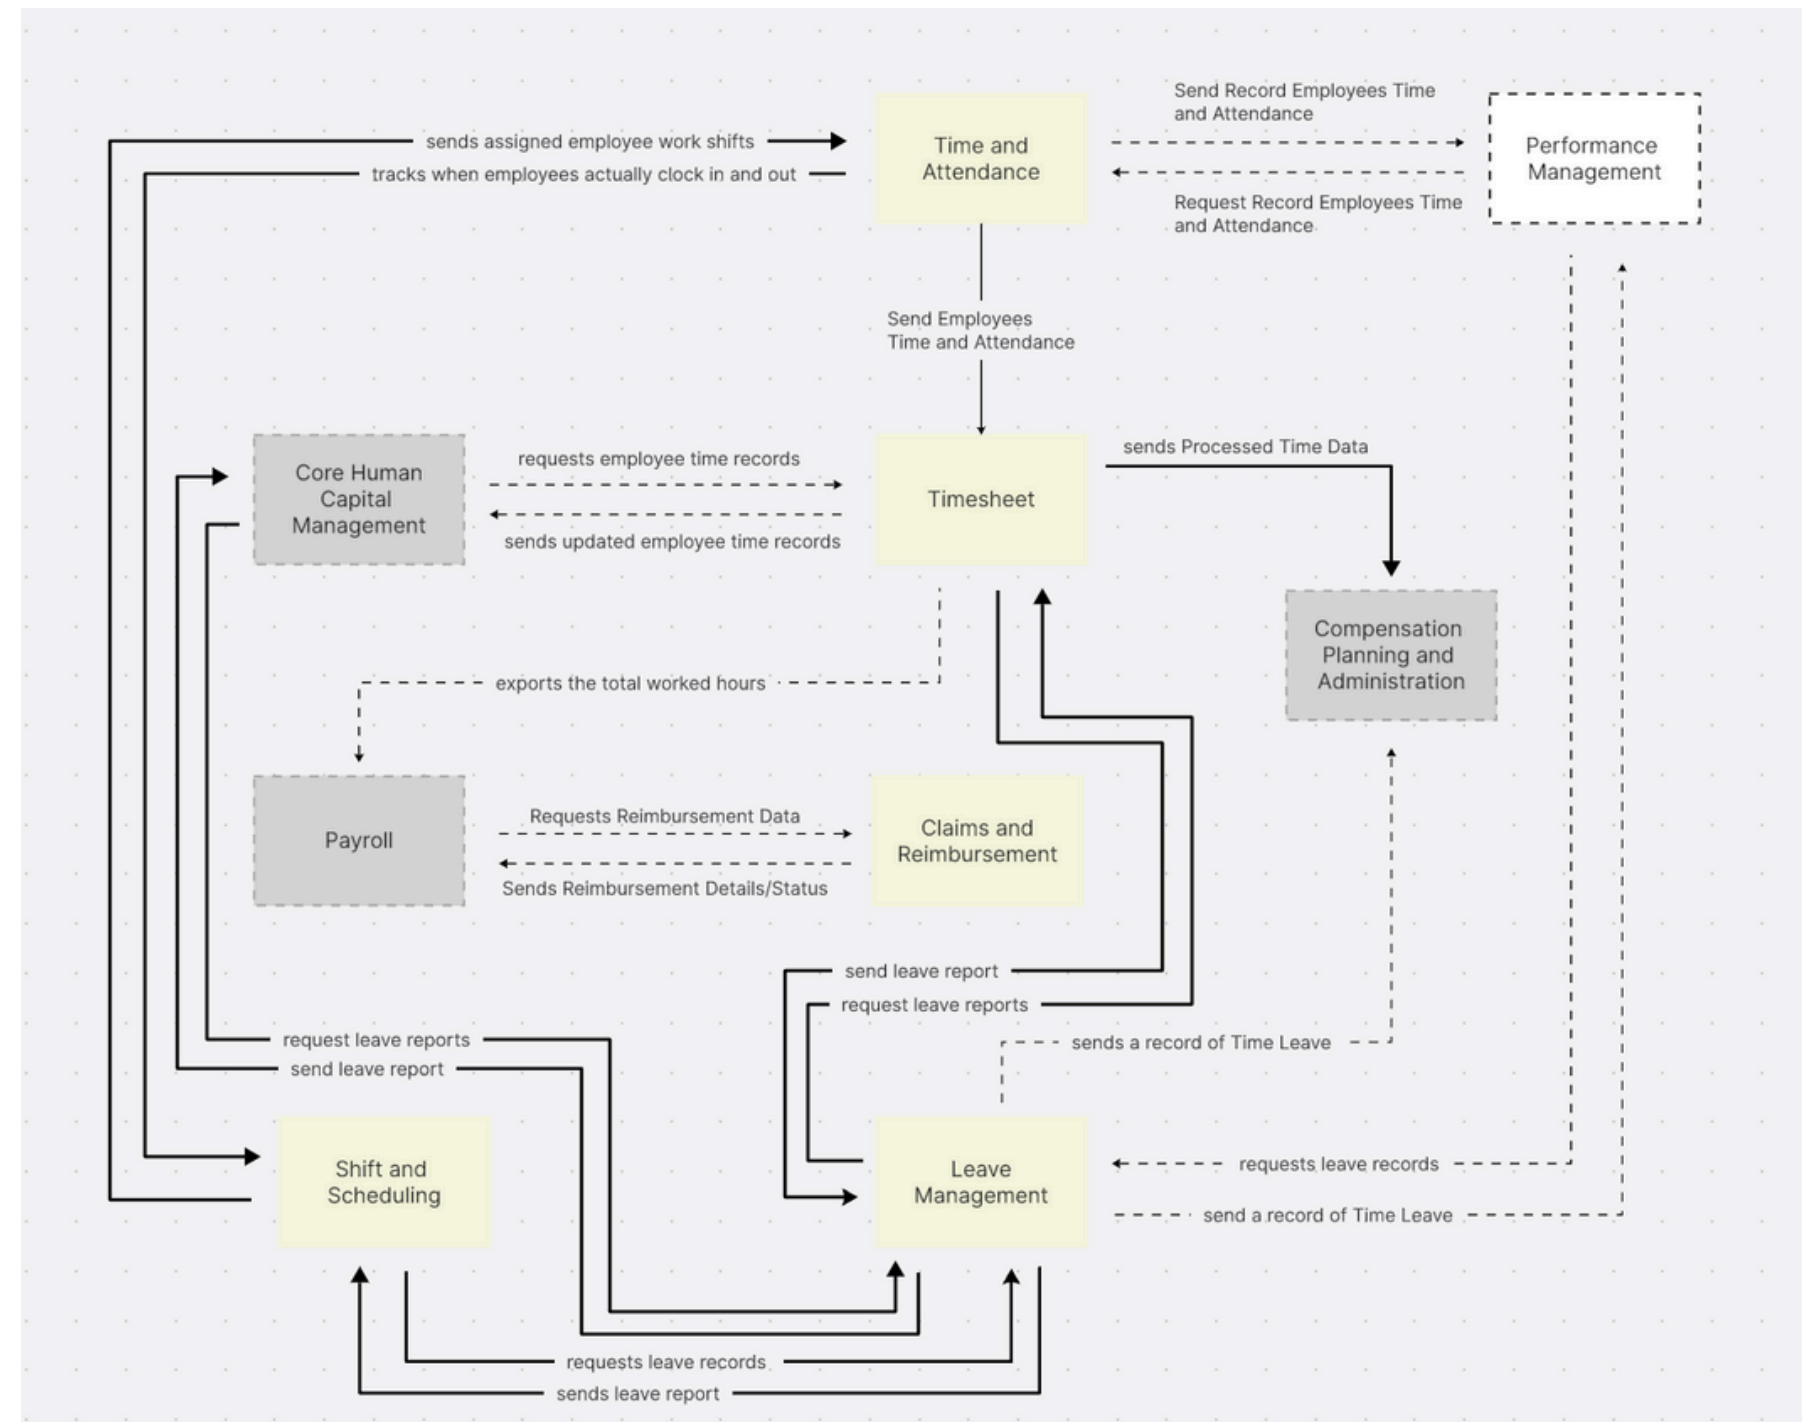 Send Record Employees Time
and Attendance
sends assigned employee work shifts
tracks when employees actually clock in and out
Time and
Attendance
Performance
Management
Request Record Employees Time
and Attendance
Send Employees
Time and Attendance
sends Processed Time Data
Core Human
Capital
Management
requests employee time records
sends updated employee time records
Timesheet
Compensation
Planning and
Administration
exports the total worked hours
Payroll
Requests Reimbursement Data
Sends Reimbursement Details/Status
Claims and
Reimbursement
send leave report
request leave reports
request leave reports
send leave report
sends a record of Time Leave
Shift and
Scheduling
Leave
Management
requests leave records
send a record of Time Leave
requests leave records
sends leave report